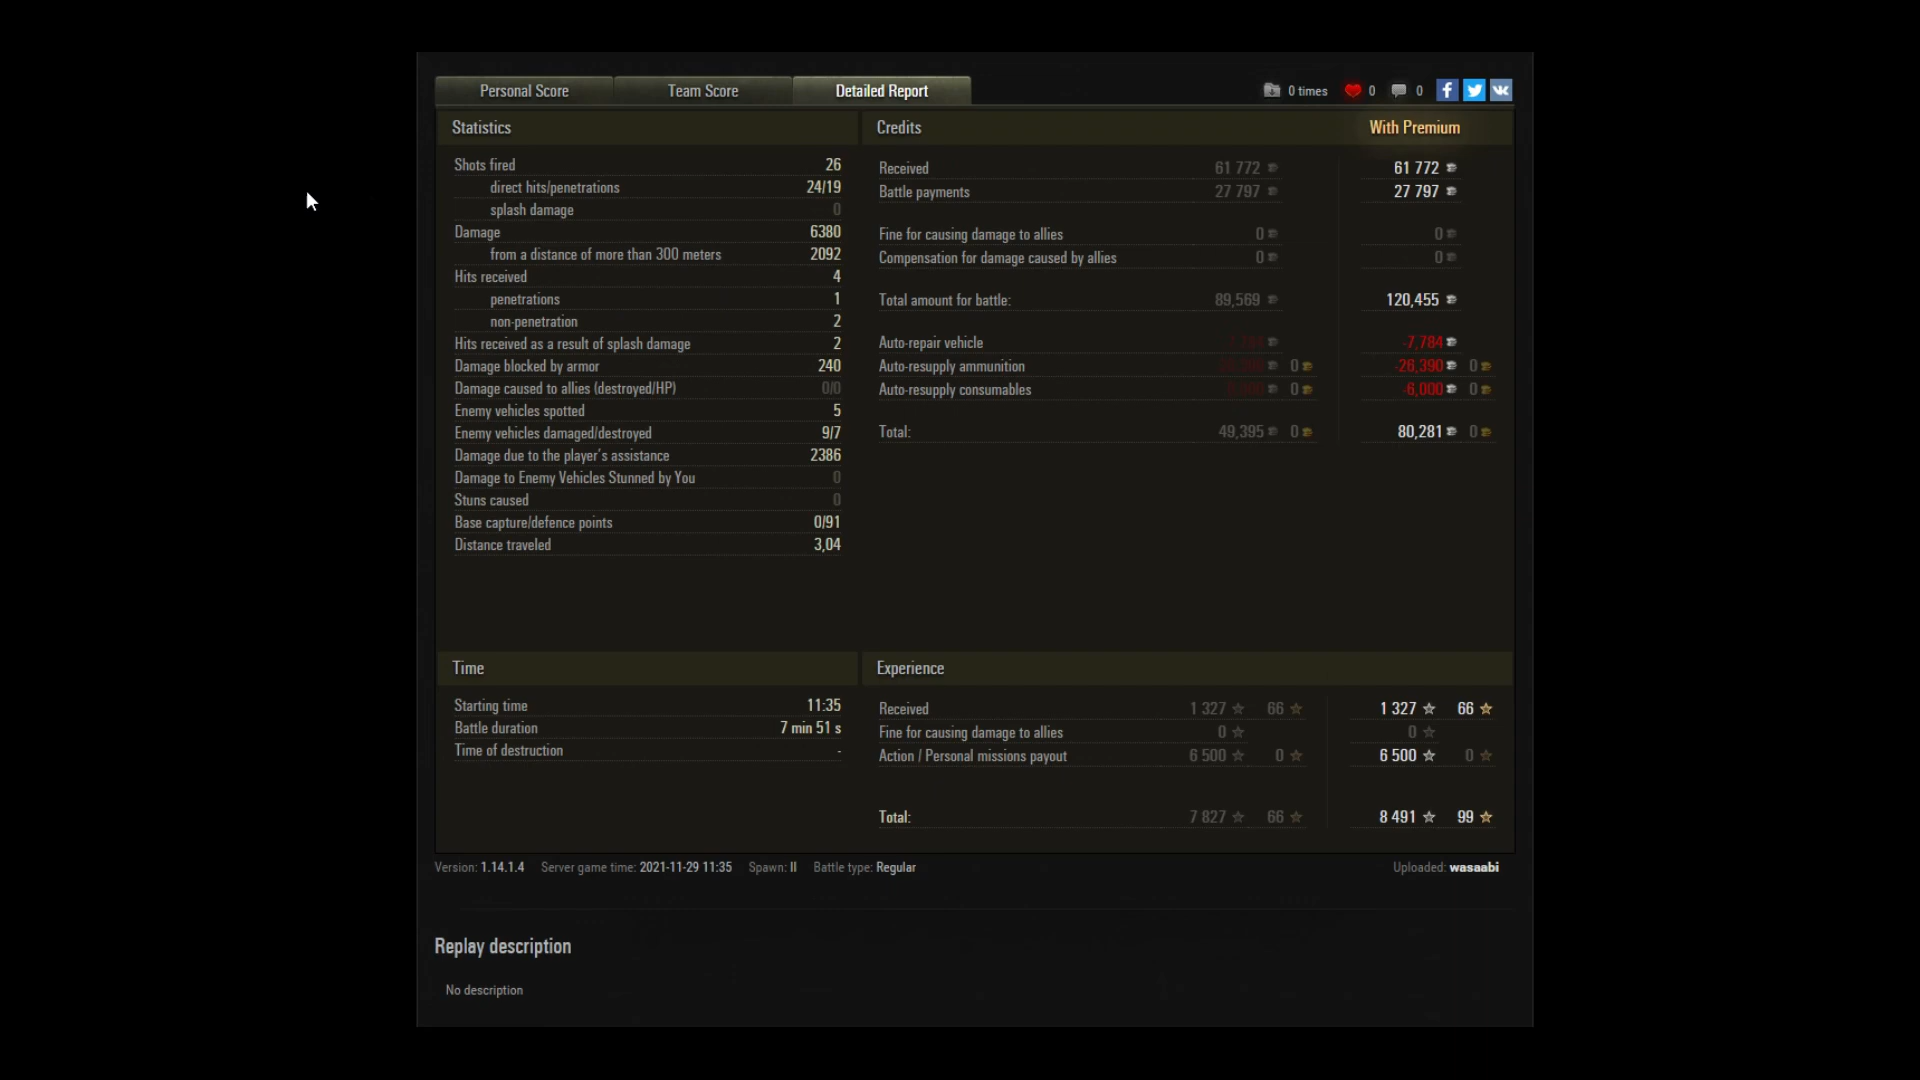 Personal Score Team Score Detailed Report 0 times 0 0
Statistics
Shots fired 26
direct hits/penetrations 24/19
splash damage 0
Damage 6380
from a distance of more than 300 meters 2092
Hits received 4
penetrations 1
non-penetration 2
Hits received as a result of splash damage 2
Damage blocked by armor 240
Damage caused to allies (destroyed/HP) 0/0
Enemy vehicles spotted 5
Enemy vehicles damaged/destroyed 9/7
Damage due to the player's assistance 2386
Damage to Enemy Vehicles Stunned by You 0
Stuns caused 0
Base capture/defence points 0/91
Distance traveled 3,04
Credits With Premium
Received 61 772 61 772
Battle payments 27 797 27 797
Fine for causing damage to allies 0 0
Compensation for damage caused by allies 0 0
Total amount for battle: 89,569 120,455
Auto-repair vehicle -7,784
Auto-resupply ammunition 0 -26,390 0
Auto-resupply consumables 0 -6,000 0
Total: 49,395 0 80,281 0
Time
Starting time 11:35
Battle duration 7 min 51 s
Time of destruction -
Experience
Received 1 327 66 1 327 66
Fine for causing damage to allies 0 0
Action / Personal missions payout 6 500 0 6 500 0
Total: 7 827 66 8 491 99
Version: 1.14.1.4 Server game time: 2021-11-29 11:35 Spawn: II Battle type: Regular Uploaded: wasaabi
Replay description
No description